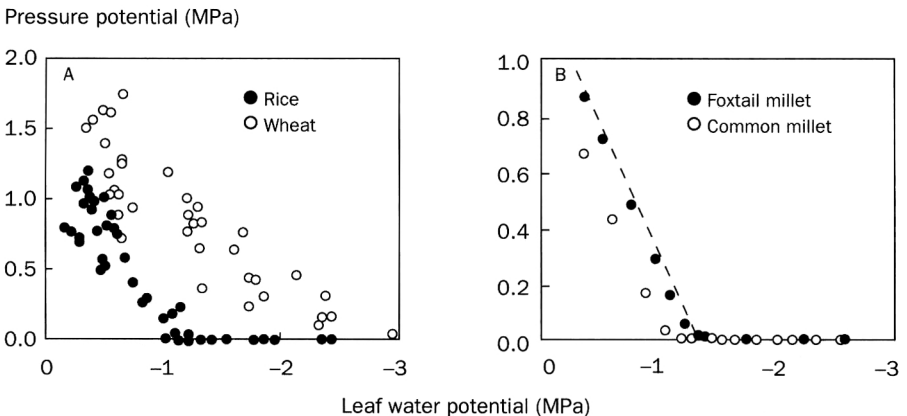 Pressure potential (MPa)
2.0
1.5
1.0
0.5
0.0
A
Rice
Wheat
0
−1
−2
−3
1.0
0.8
0.6
0.4
0.2
0.0
B
Foxtail millet
Common millet
0
−1
−2
−3
Leaf water potential (MPa)